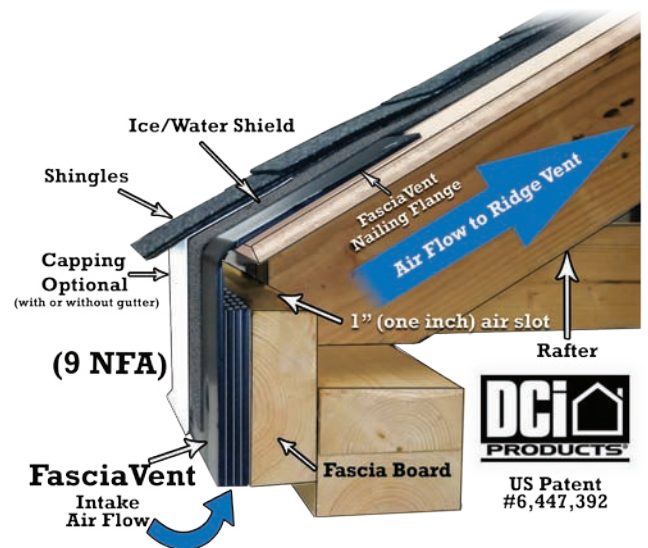 Ice/Water Shield
Shingles
FasciaVent
Nailing Flange
Air Flow to Ridge Vent
Capping
Optional
(with or without gutter)
1” (one inch) air slot
Rafter
(9 NFA)
DCi
PRODUCTS®
FasciaVent
Intake
Air Flow
Fascia Board
US Patent
#6,447,392